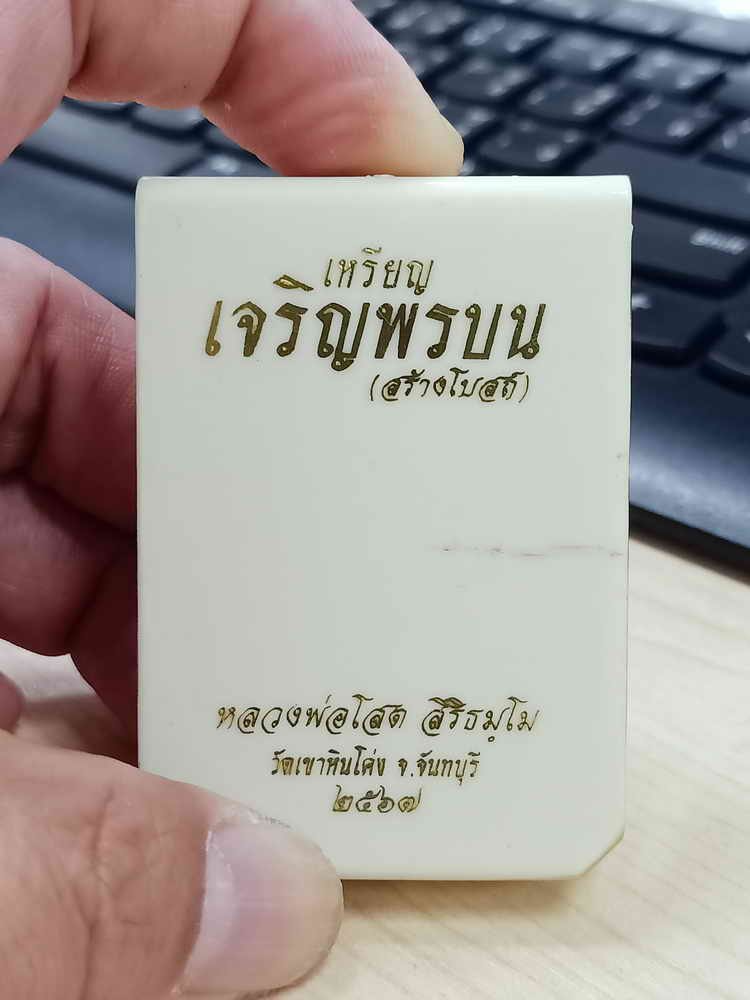 เหรียญ
เจริญพรบน
(สร้างโบสถ์)
หลวงพ่อโสด สิริธมฺโม
วัดเขาหินโค่ง จ.จันทบุรี
๒๕๖๗